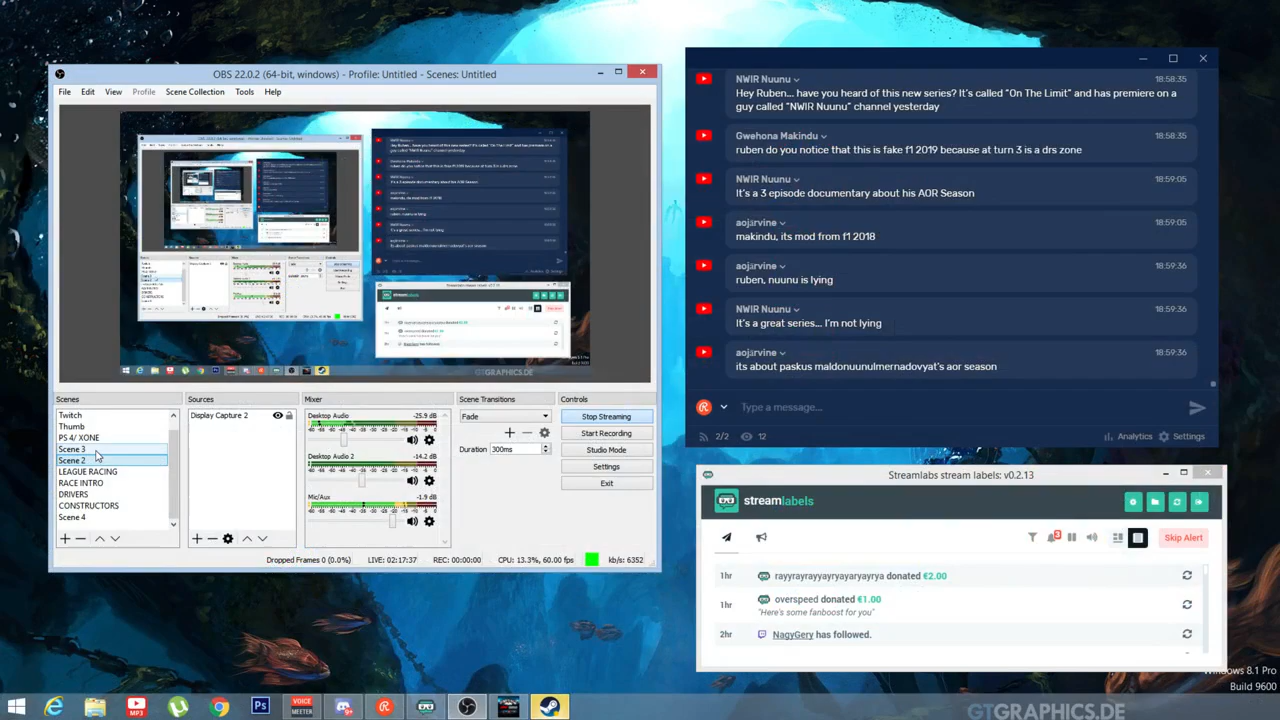 OBS 22.0.2 (64-bit, windows) - Profile: Untitled - Scenes: Untitled
File Edit View Profile Scene Collection Tools Help
Scenes
Twitch
Thumb
PS 4/ XONE
Scene 3
Scene 2
LEAGUE RACING
RACE INTRO
DRIVERS
CONSTRUCTORS
Scene 4
Sources
Display Capture 2
Mixer
Desktop Audio -25.9 dB
Desktop Audio 2 -14.2 dB
Mic/Aux -1.9 dB
Scene Transitions
Fade
Duration 300ms
Controls
Stop Streaming
Start Recording
Studio Mode
Settings
Exit
Dropped Frames 0 (0.0%) LIVE: 02:17:37 REC: 00:00:00 CPU: 13.3%, 60.00 fps kb/s: 6352
NWIR Nuunu 18:58:35
Hey Ruben... have you heard of this new series? It's called "On The Limit" and has premiere on a
guy called "NWIR Nuunu" channel yesterday
Gwehona Makindu 18:58:35
ruben do you notice that this is fake f1 2019 because at turn 3 is a drs zone
NWIR Nuunu 18:59:05
It's a 3 episode documentary about his AOR Season
aojarvine 18:59:05
makindu, its mod from f1 2018
aojarvine 18:59:36
ruben, nuunu is lying
NWIR Nuunu 18:59:36
It's a great series... I'm not lying
aojarvine 18:59:36
its about paskus maldonuunulmernadovyat's aor season
Type a message...
2/2 12 Analytics Settings
Streamlabs stream labels: v0.2.13
streamlabels
3 Skip Alert
1hr rayyrayrayyayryayaryayrya donated €2.00
1hr overspeed donated €1.00
"Here's some fanboost for you"
2hr NagyGery has followed.
Windows 8.1 Pro
Build 9600
GTGRAPHICS.DE
MP3
Ps
VOICE
MEETER
GTGRAPHICS.DE